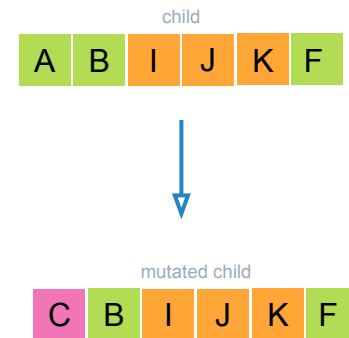 child
A B I J K F
mutated child
C B I J K F